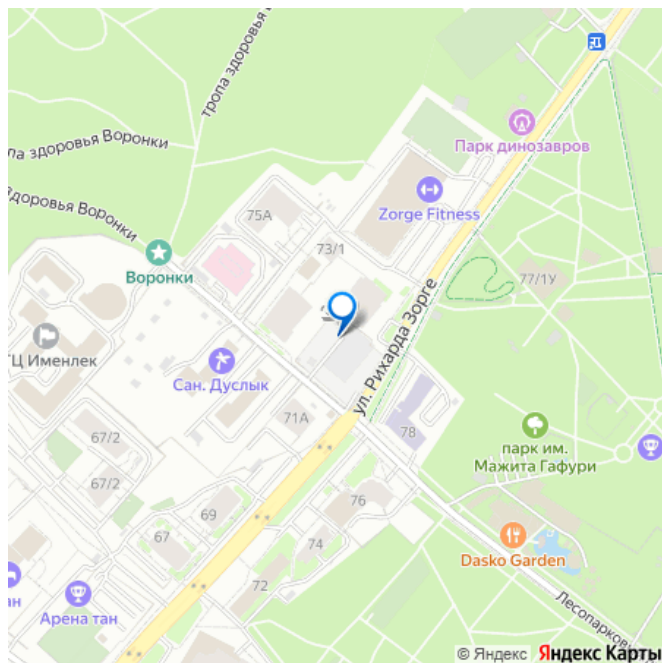 тропа здоровья В
Парк динозавров
па здоровья Воронки
Zorge Fitness
75А
Здоровья Воронки
73/1
77/1У
Воронки
ул. Рихарда Зорге
ТЦ Именлек
Сан. Дуслык
71А
78
парк им.
Мажита Гафури
67/2
67/2
76
69
67
74
Dasko Garden
72
ан
Арена тан
Лесопаркова
© Яндекс Яндекс Карты